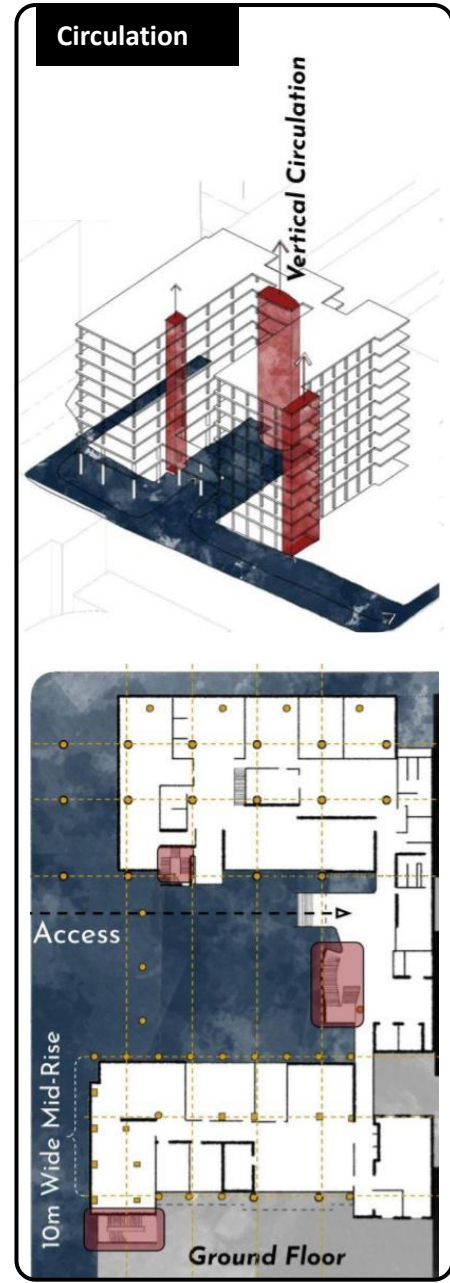 Circulation
Vertical Circulation
Access
10m Wide Mid-Rise
Ground Floor